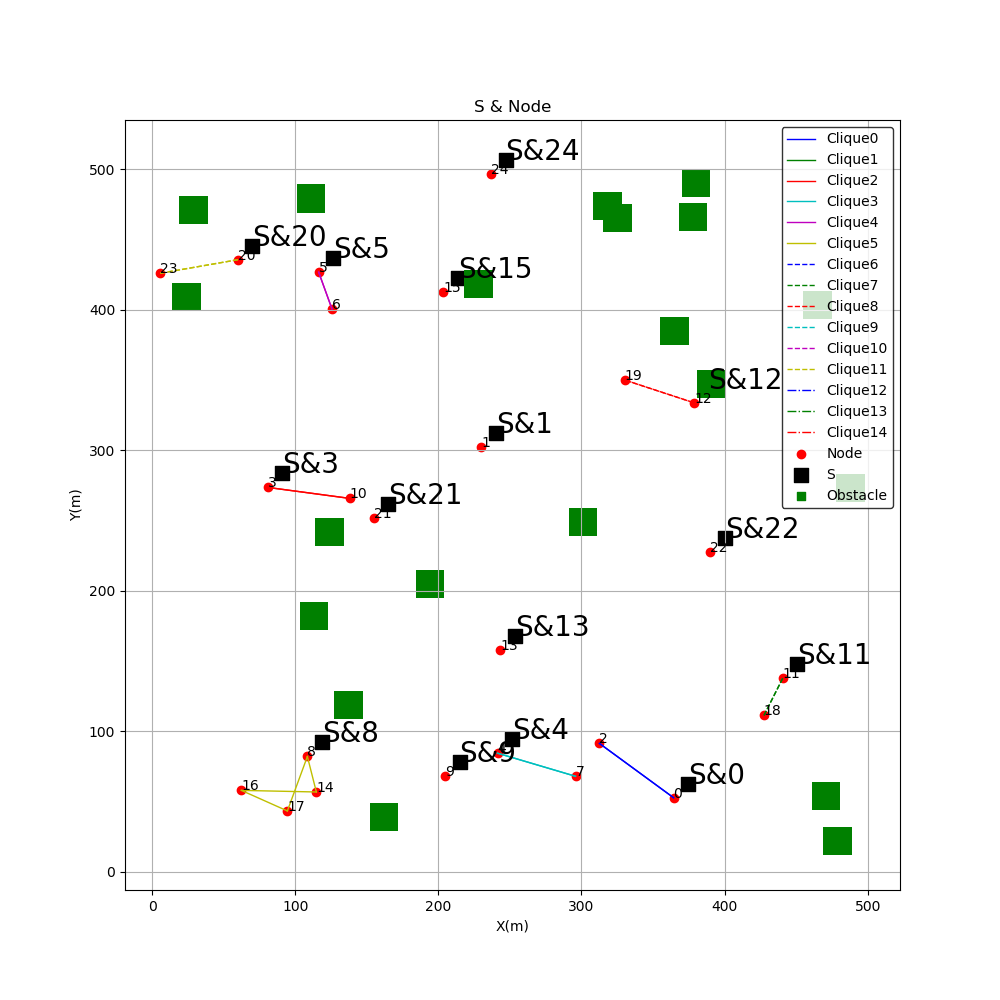 S & Node
Y(m)
X(m)
0
100
200
300
400
500
0
100
200
300
400
500
Clique0
Clique1
Clique2
Clique3
Clique4
Clique5
Clique6
Clique7
Clique8
Clique9
Clique10
Clique11
Clique12
Clique13
Clique14
Node
S
Obstacle
S&24
24
S&20
20
23
S&5
5
6
S&15
15
19
S&12
12
S&1
1
S&3
3
10
S&21
21
S&22
22
S&13
13
S&11
11
18
S&8
8
S&4
S&9
9
7
2
S&0
0
16
14
17